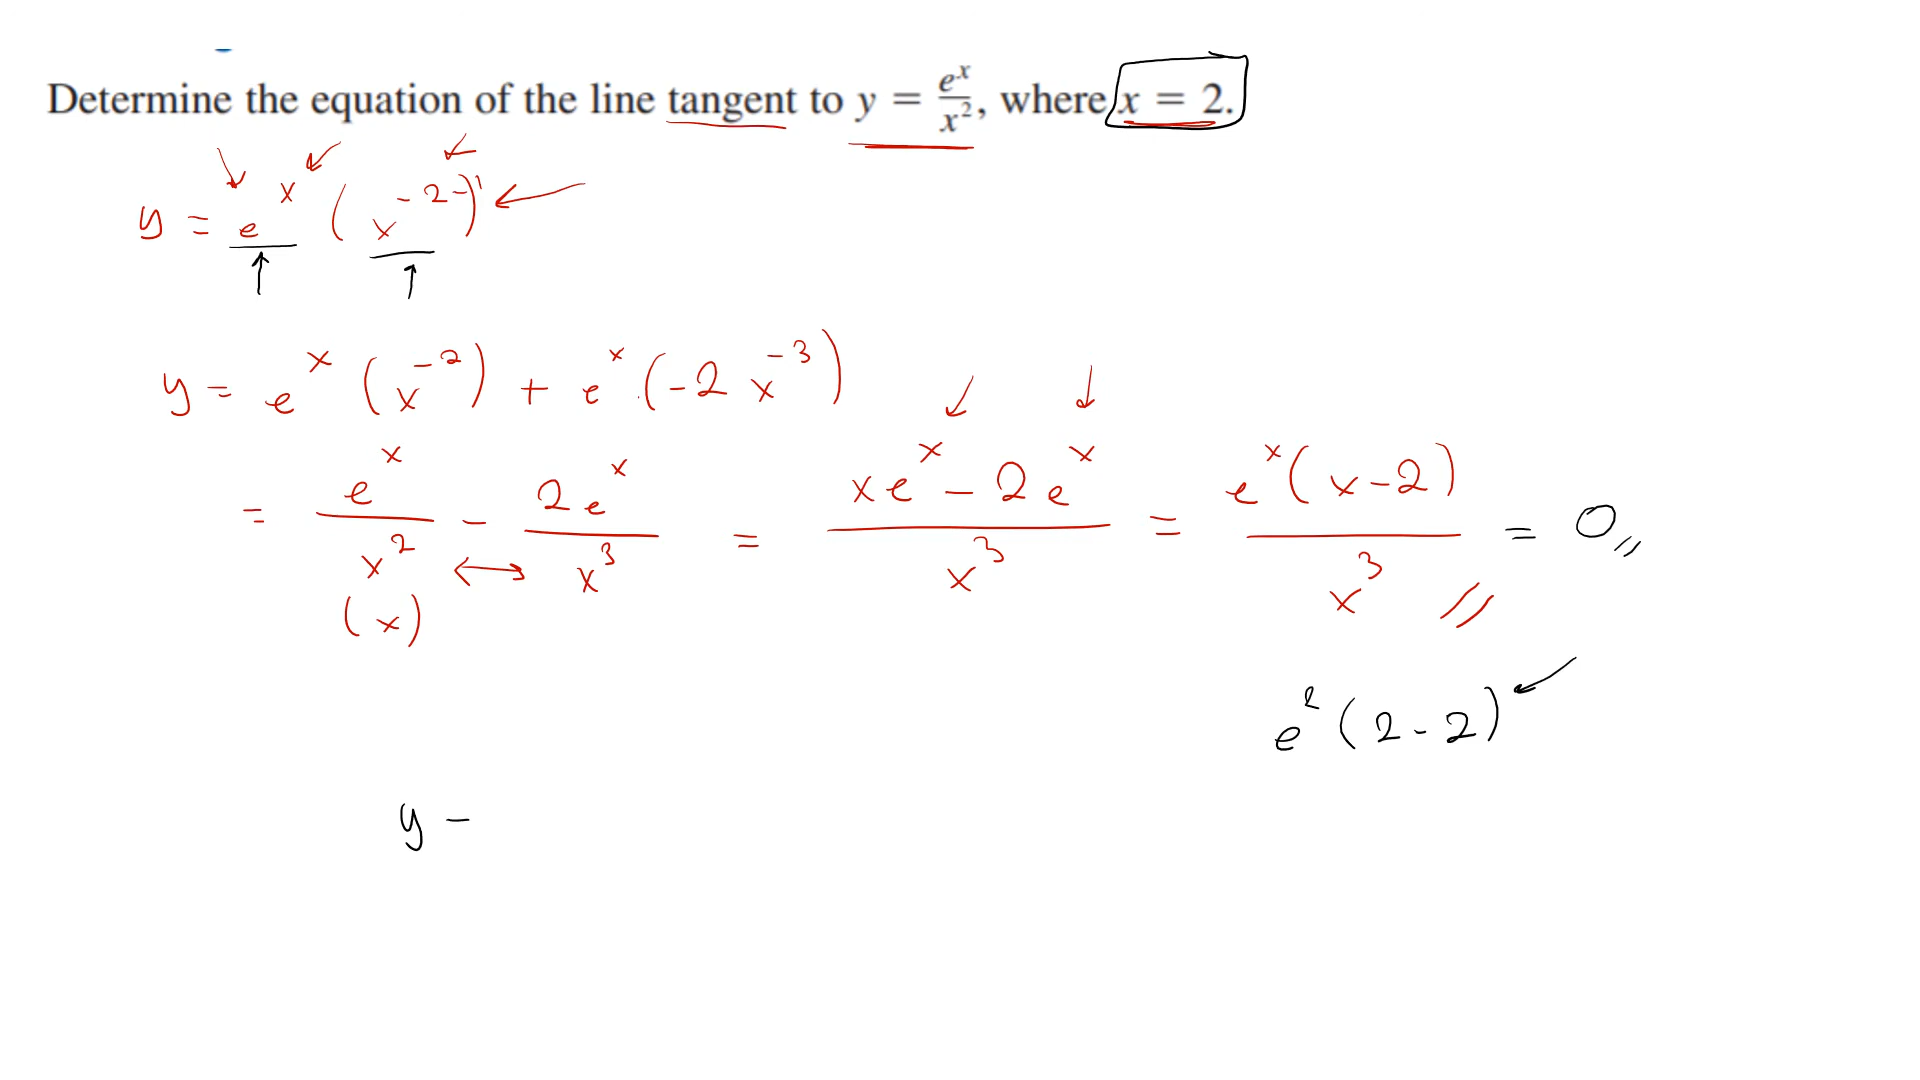 Determine the equation of the line tangent to y = e^x/x^2, where x = 2.
y = e^x (x^-2-1)
y = e^x (x^-2) + e^x · (-2x^-3)
= e^x/x^2 - 2e^x/x^3 = (xe^x - 2e^x)/x^3 = e^x(x-2)/x^3 = 0
(x)
e^2 (2-2)
y -